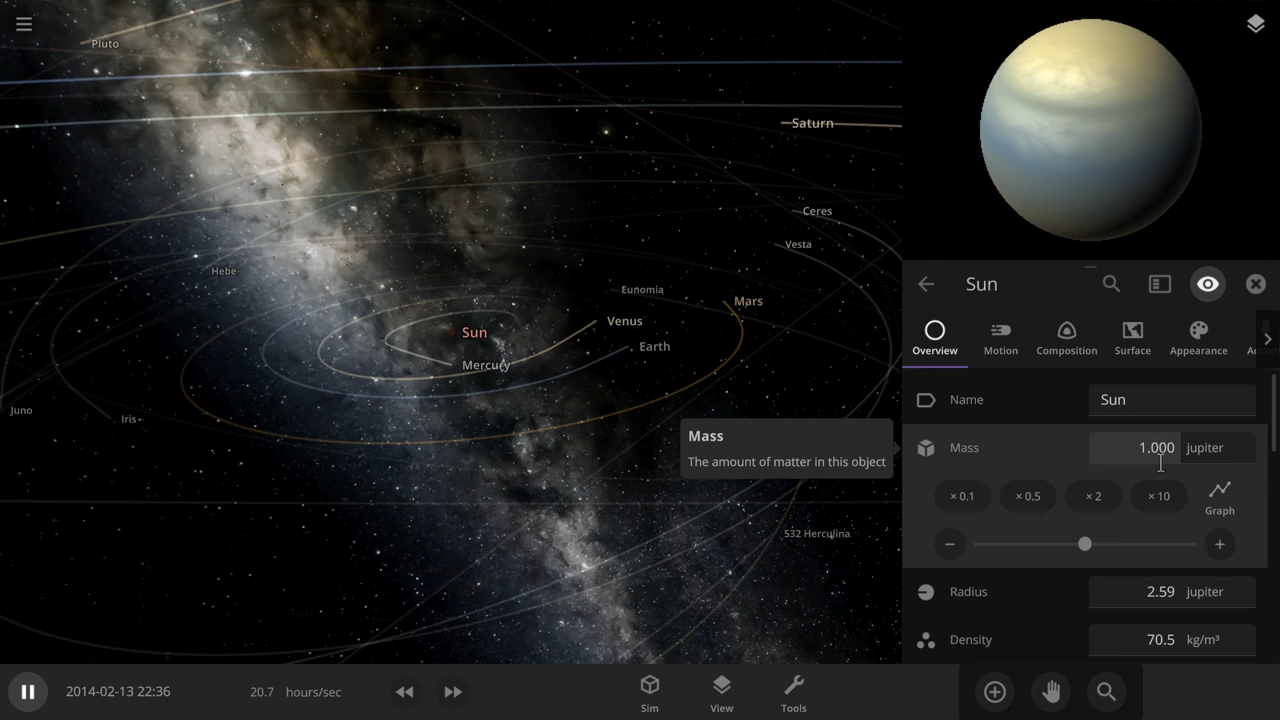 Pluto
Saturn
Ceres
Vesta
Hebe
Eunomia
Mars
Venus
Sun
Earth
Mercury
Juno
Iris
532 Herculina
Mass
The amount of matter in this object
Sun
Overview
Motion
Composition
Surface
Appearance
Name Sun
Mass 1.000 jupiter
× 0.1 × 0.5 × 2 × 10
Graph
Radius 2.59 jupiter
Density 70.5 kg/m³
2014-02-13 22:36 20.7 hours/sec
Sim View Tools